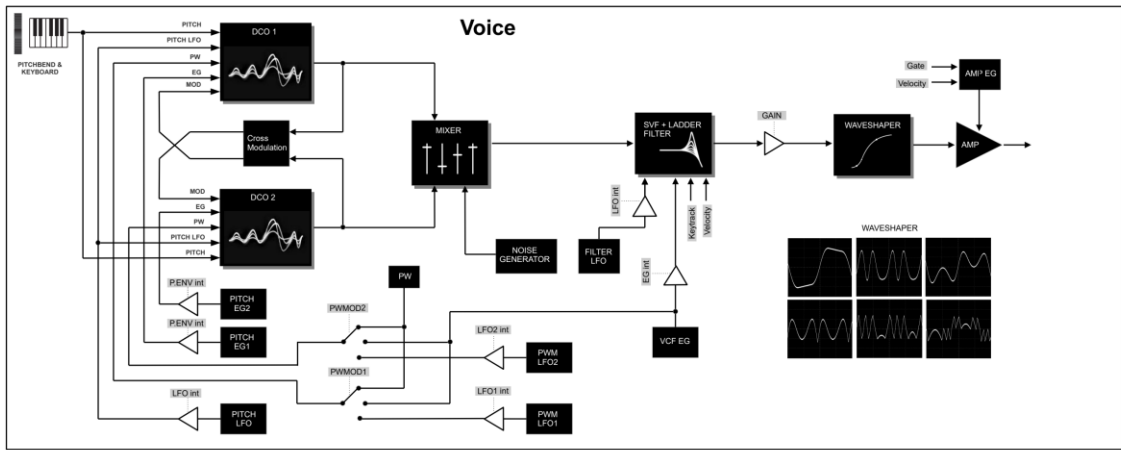 Voice
PITCHBEND &
KEYBOARD
PITCH
PITCH LFO
PW
EG
MOD
DCO 1
Cross
Modulation
MOD
EG
PW
PITCH LFO
PITCH
DCO 2
MIXER
NOISE
GENERATOR
SVF + LADDER
FILTER
LFO int
FILTER
LFO
Keytrack
Velocity
EG int
VCF EG
GAIN
WAVESHAPER
Gate
Velocity
AMP EG
AMP
WAVESHAPER
P.ENV int
PITCH
EG2
P.ENV int
PITCH
EG1
LFO int
PITCH
LFO
PW
PWMOD2
LFO2 int
PWM
LFO2
PWMOD1
LFO1 int
PWM
LFO1